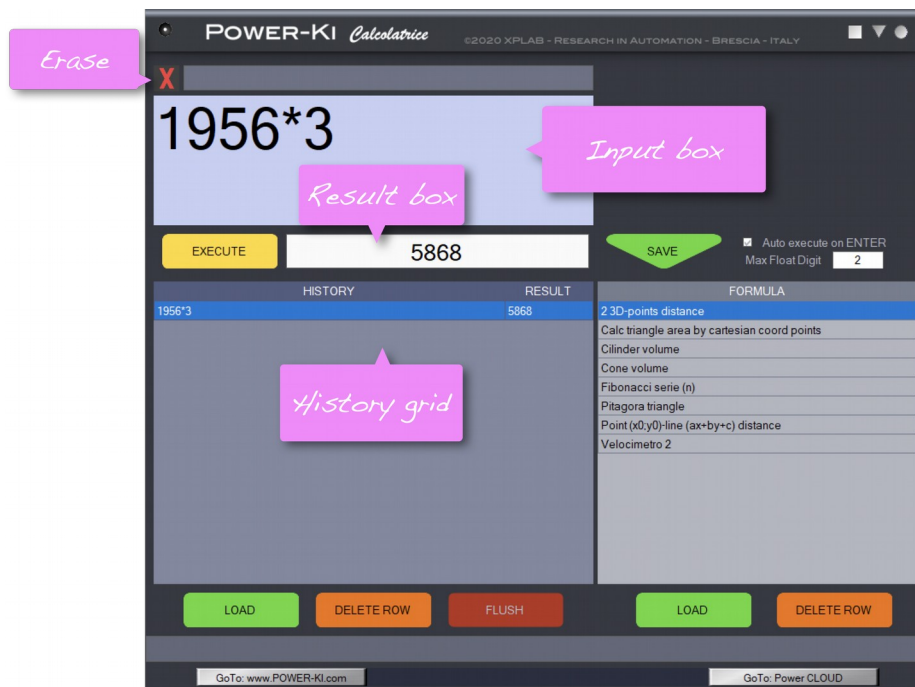 POWER-KI Calcolatrice ©2020 XPLAB - RESEARCH IN AUTOMATION - BRESCIA - ITALY
Erase
X
1956*3
Input box
Result box
EXECUTE 5868 SAVE Auto execute on ENTER
Max Float Digit 2
HISTORY RESULT FORMULA
1956*3 5868 2 3D-points distance
Calc triangle area by cartesian coord points
Cilinder volume
Cone volume
Fibonacci serie (n)
History grid
Pitagora triangle
Point (x0;y0)-line (ax+by+c) distance
Velocimetro 2
LOAD DELETE ROW FLUSH LOAD DELETE ROW
GoTo: www.POWER-KI.com GoTo: Power CLOUD